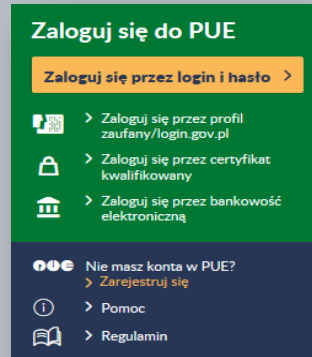 Zaloguj się do PUE
Zaloguj się przez login i hasło >
> Zaloguj się przez profil
zaufany/login.gov.pl
> Zaloguj się przez certyfikat
kwalifikowany
> Zaloguj się przez bankowość
elektroniczną
PUE Nie masz konta w PUE?
> Zarejestruj się
> Pomoc
> Regulamin